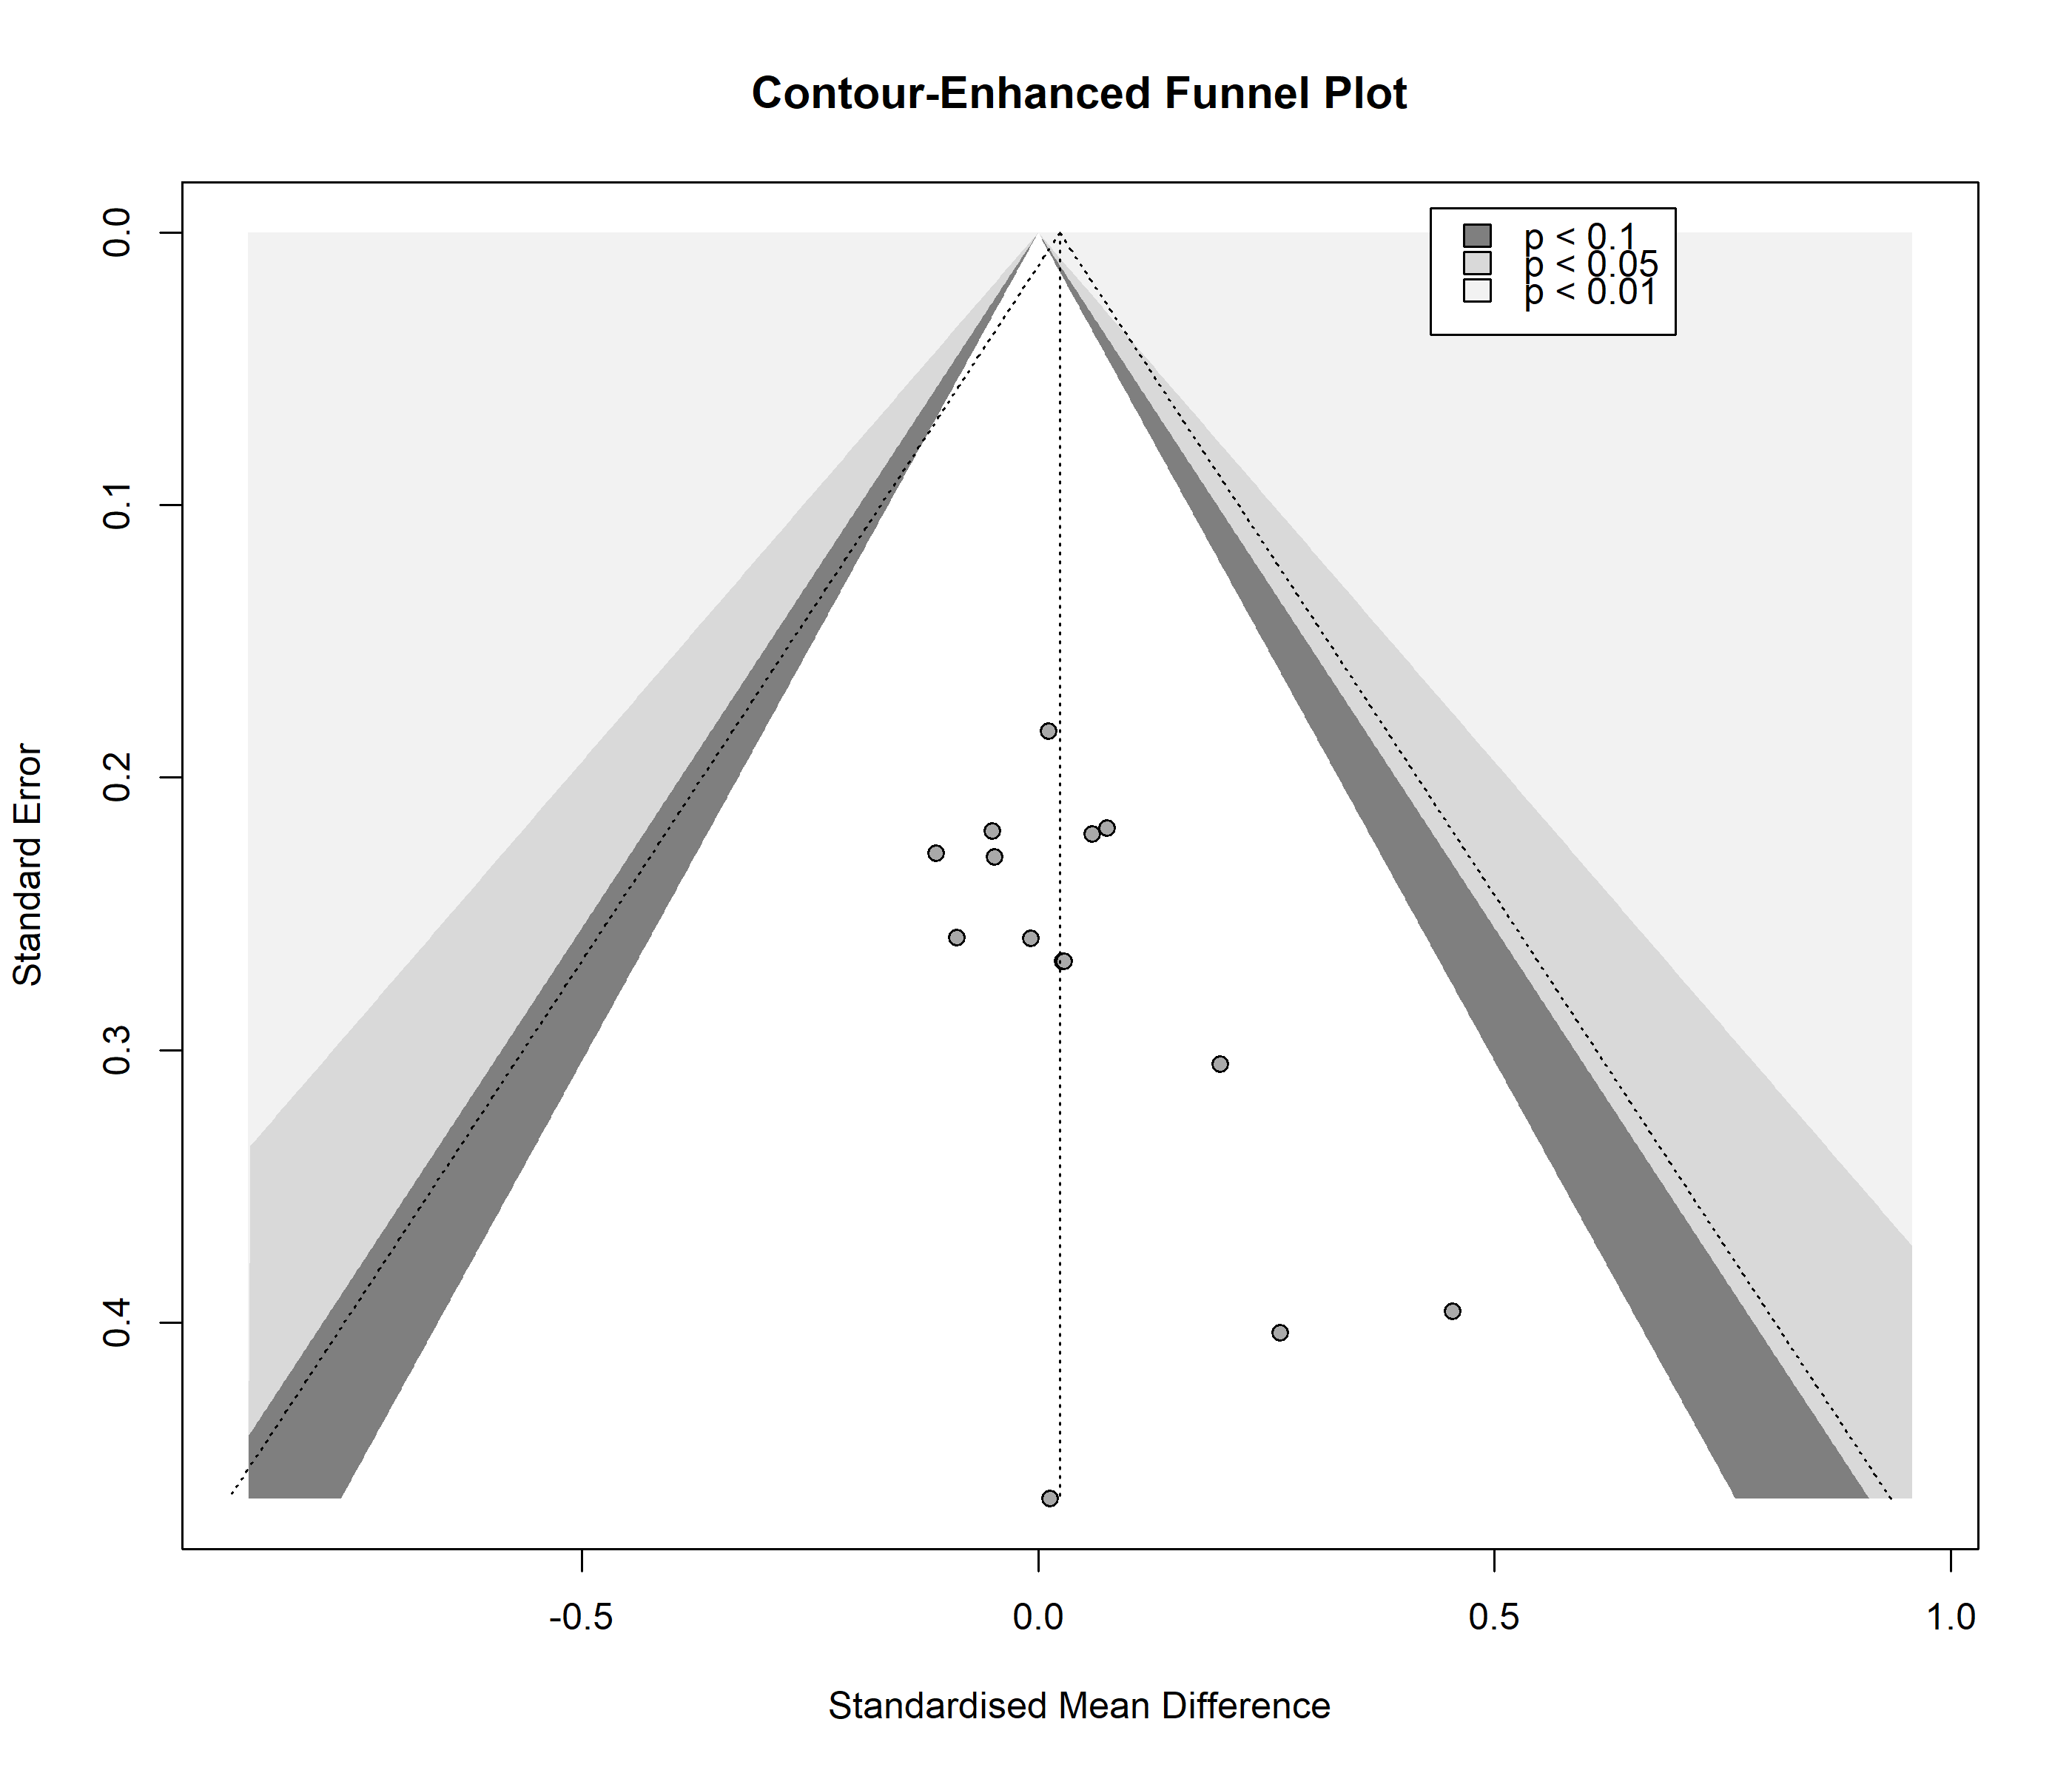 Contour-Enhanced Funnel Plot
p < 0.1
p < 0.05
p < 0.01
0.0
0.1
0.2
0.3
0.4
Standard Error
-0.5
0.0
0.5
1.0
Standardised Mean Difference